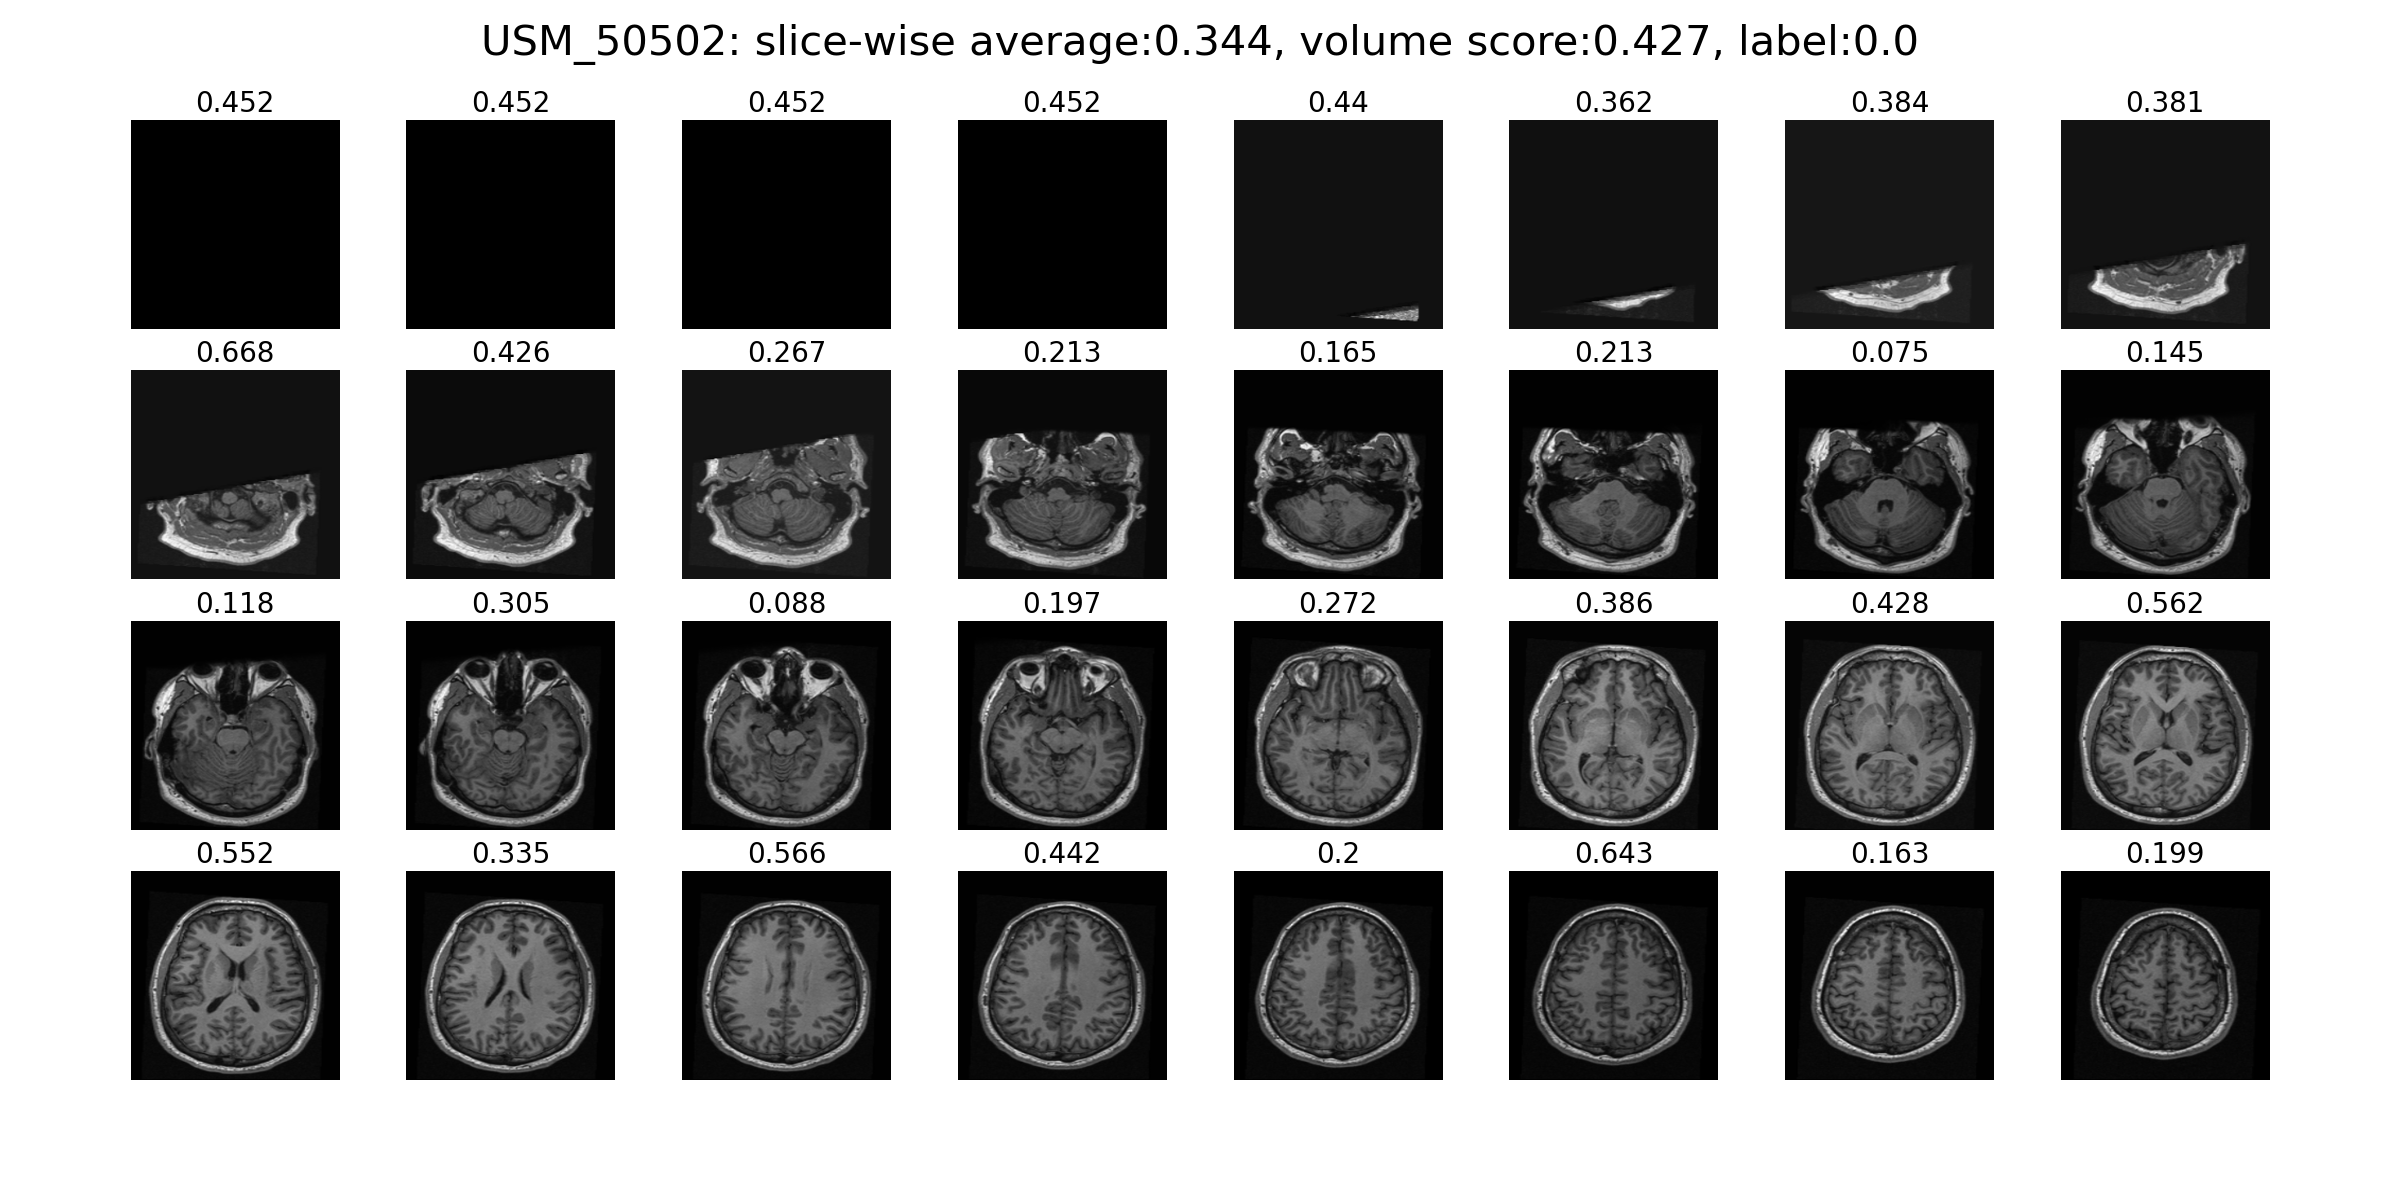 USM_50502: slice-wise average:0.344, volume score:0.427, label:0.0
0.452 0.452 0.452 0.452 0.44 0.362 0.384 0.381
0.668 0.426 0.267 0.213 0.165 0.213 0.075 0.145
0.118 0.305 0.088 0.197 0.272 0.386 0.428 0.562
0.552 0.335 0.566 0.442 0.2 0.643 0.163 0.199